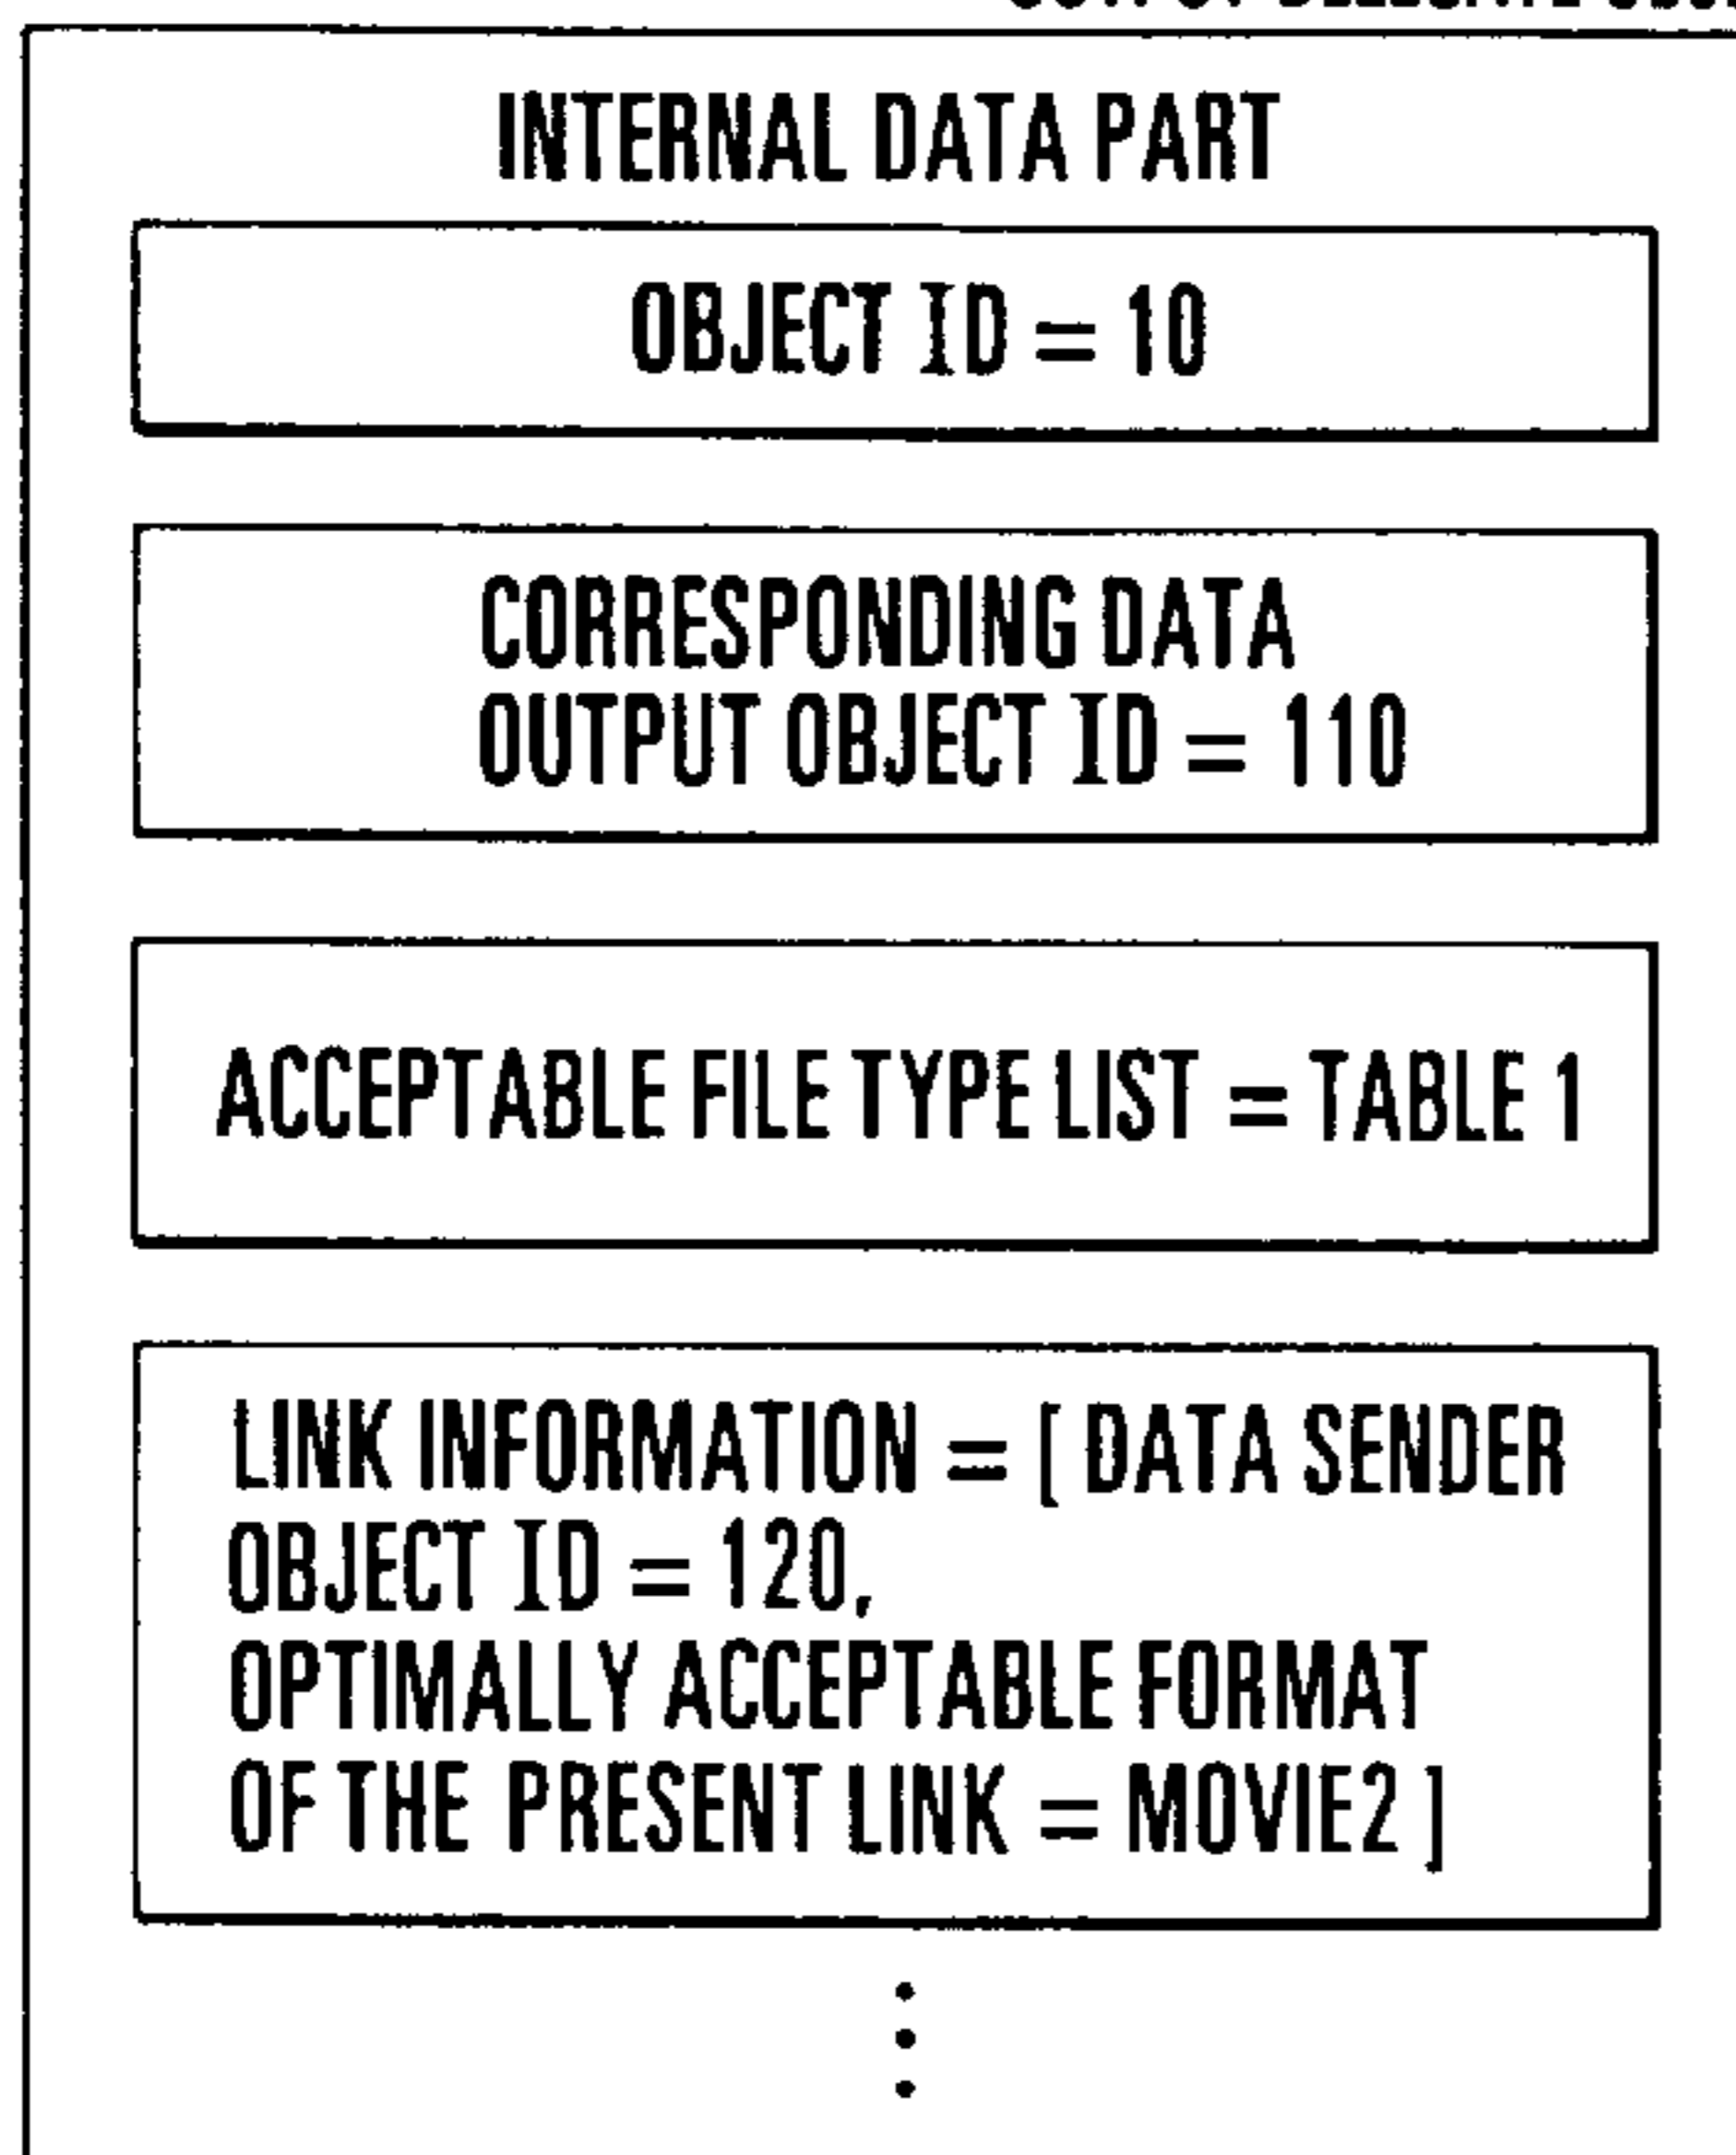 INTERNAL DATA PART
OBJECT ID = 10
CORRESPONDING DATA
OUTPUT OBJECT ID = 110
ACCEPTABLE FILE TYPE LIST = TABLE 1
LINK INFORMATION = [ DATA SENDER
OBJECT ID = 120,
OPTIMALLY ACCEPTABLE FORMAT
OF THE PRESENT LINK = MOVIE2 ]